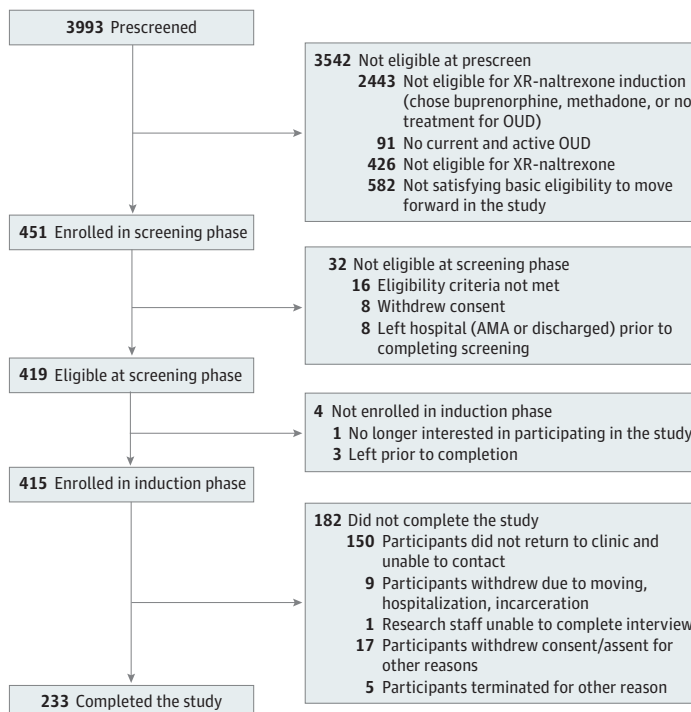 3993 Prescreened
3542 Not eligible at prescreen
2443 Not eligible for XR-naltrexone induction
(chose buprenorphine, methadone, or no
treatment for OUD)
91 No current and active OUD
426 Not eligible for XR-naltrexone
582 Not satisfying basic eligibility to move
forward in the study
451 Enrolled in screening phase
32 Not eligible at screening phase
16 Eligibility criteria not met
8 Withdrew consent
8 Left hospital (AMA or discharged) prior to
completing screening
419 Eligible at screening phase
4 Not enrolled in induction phase
1 No longer interested in participating in the study
3 Left prior to completion
415 Enrolled in induction phase
182 Did not complete the study
150 Participants did not return to clinic and
unable to contact
9 Participants withdrew due to moving,
hospitalization, incarceration
1 Research staff unable to complete interview
17 Participants withdrew consent/assent for
other reasons
5 Participants terminated for other reason
233 Completed the study